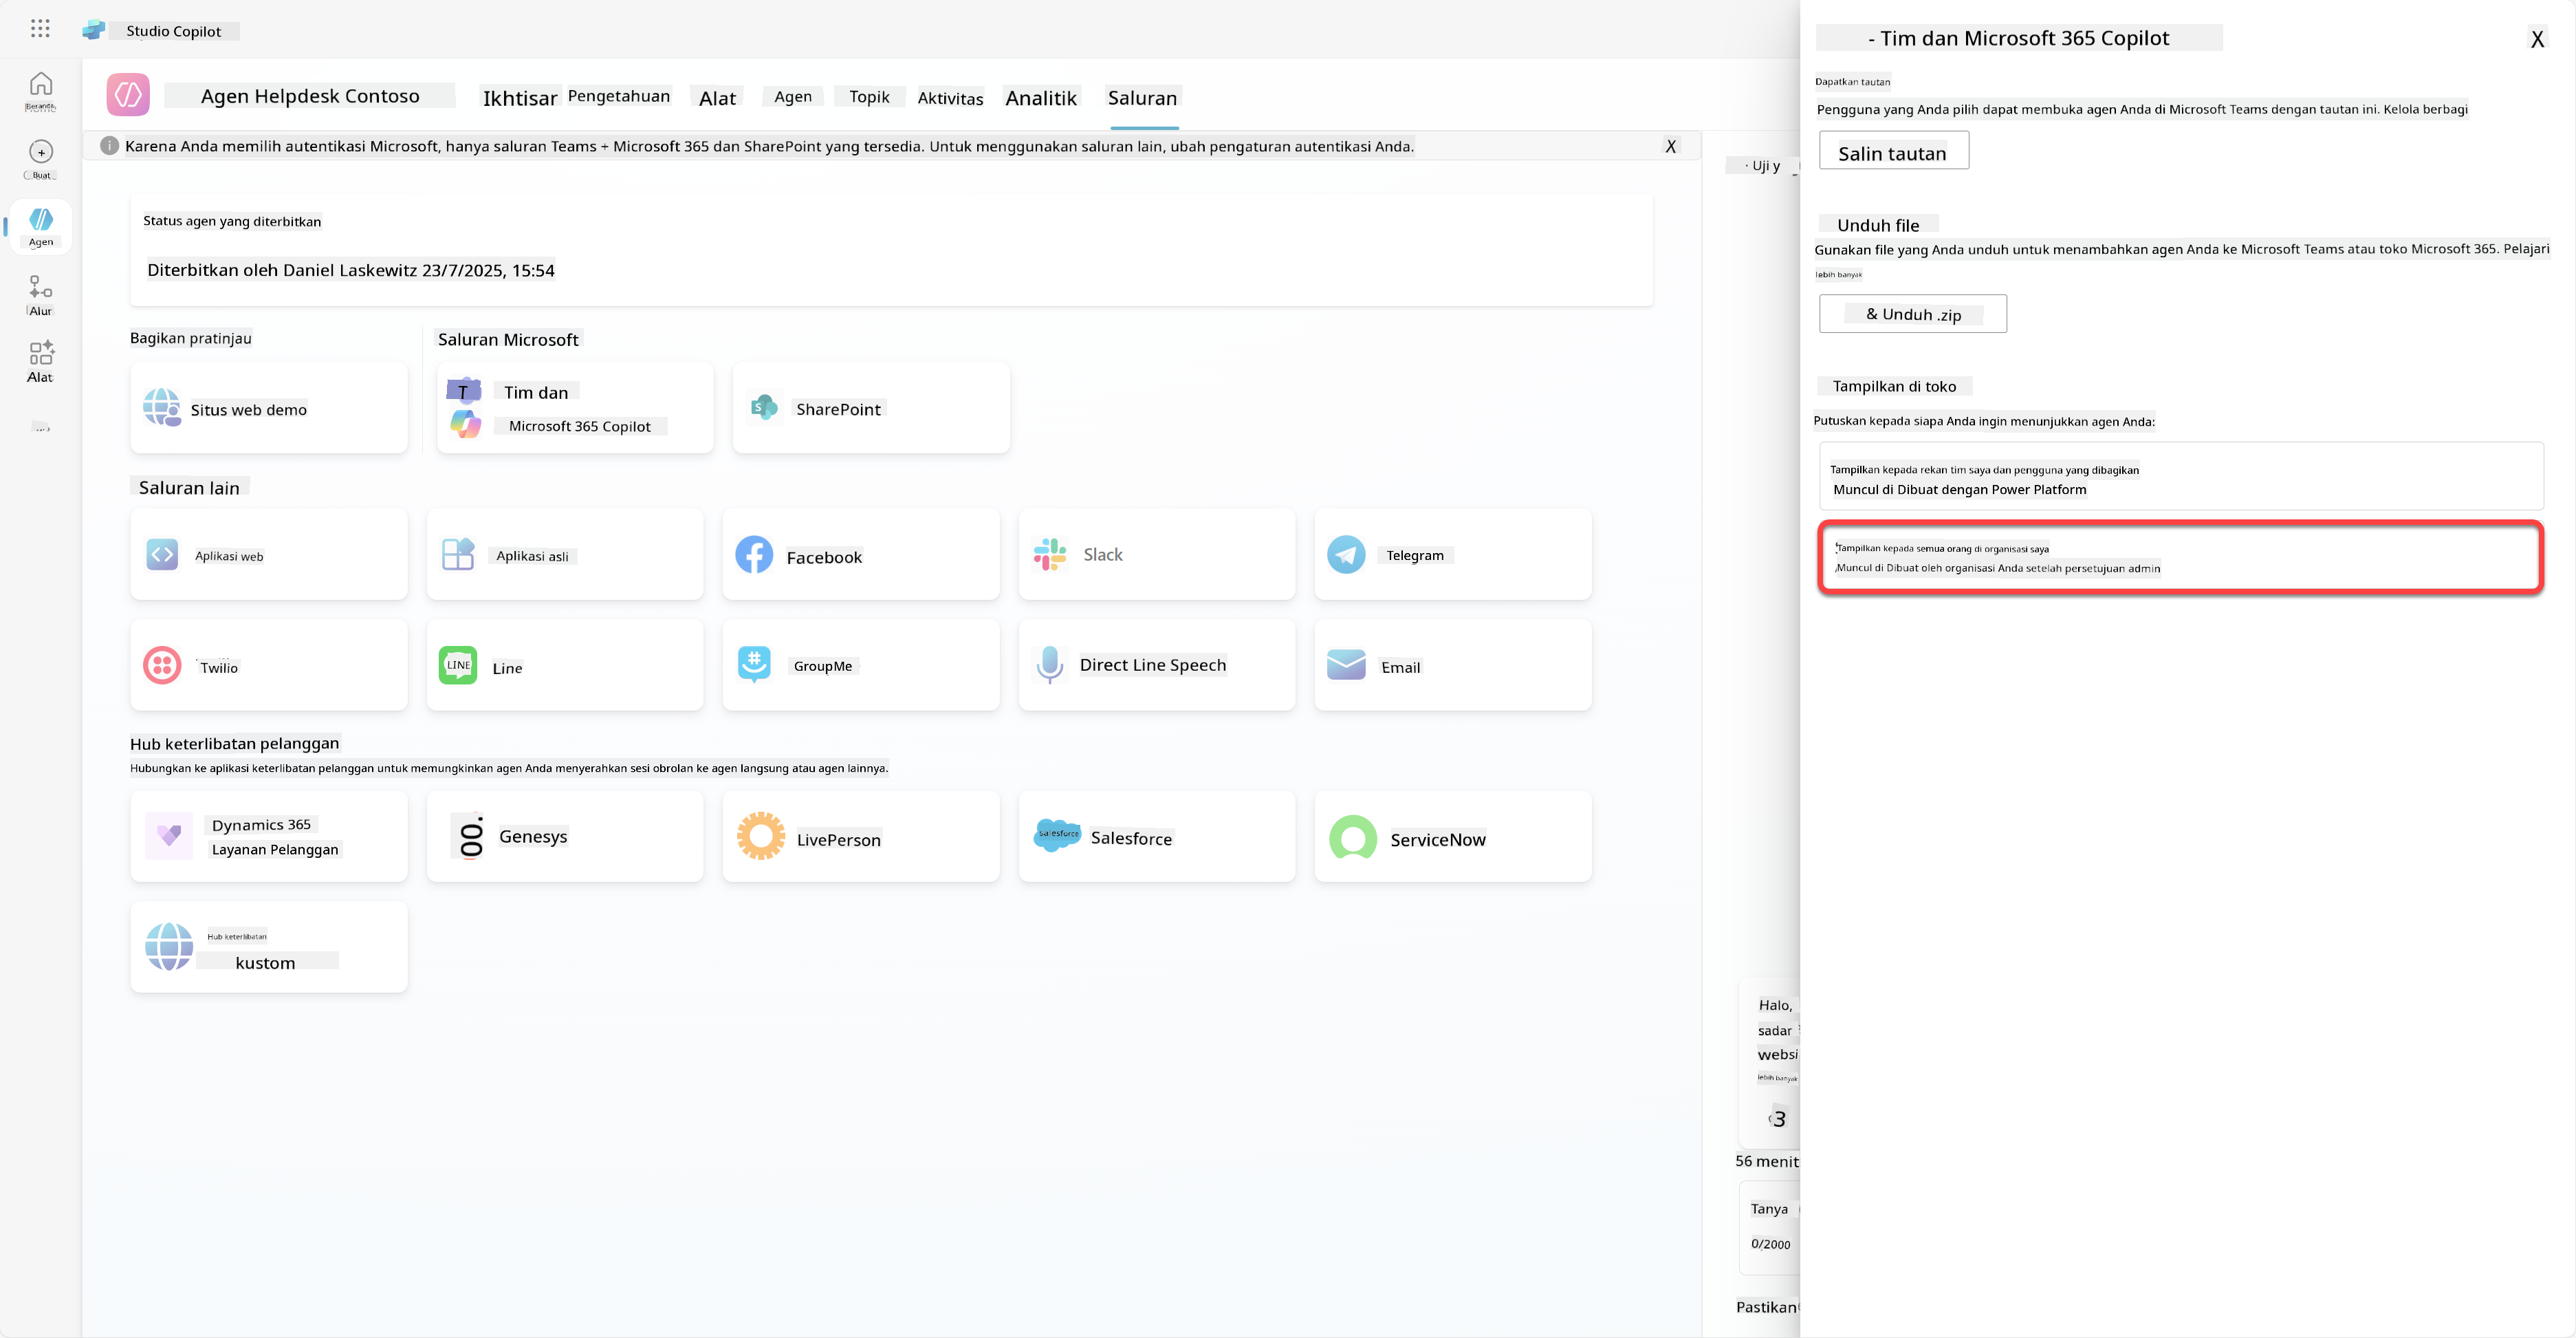 Studio Copilot
Beranda
Buat
Agen
Alur
Alat
Agen Helpdesk Contoso
Ikhtisar
Pengetahuan
Alat
Agen
Topik
Aktivitas
Analitik
Saluran
Karena Anda memilih autentikasi Microsoft, hanya saluran Teams + Microsoft 365 dan SharePoint yang tersedia. Untuk menggunakan saluran lain, ubah pengaturan autentikasi Anda.
X
Status agen yang diterbitkan
Diterbitkan oleh Daniel Laskewitz 23/7/2025, 15:54
Bagikan pratinjau
Situs web demo
Saluran Microsoft
T
Tim dan
Microsoft 365 Copilot
SharePoint
Saluran lain
Aplikasi web
Aplikasi asli
Facebook
Slack
Telegram
Twilio
LINE
Line
GroupMe
Direct Line Speech
Email
Hub keterlibatan pelanggan
Hubungkan ke aplikasi keterlibatan pelanggan untuk memungkinkan agen Anda menyerahkan sesi obrolan ke agen langsung atau agen lainnya.
Dynamics 365
Layanan Pelanggan
Genesys
LivePerson
salesforce
Salesforce
ServiceNow
Hub keterlibatan
kustom
· Uji y
Halo,
sadar
websi
lebih banyak
3
56 menit
Tanya
0/2000
Pastikan
- Tim dan Microsoft 365 Copilot
X
Dapatkan tautan
Pengguna yang Anda pilih dapat membuka agen Anda di Microsoft Teams dengan tautan ini. Kelola berbagi
Salin tautan
Unduh file
Gunakan file yang Anda unduh untuk menambahkan agen Anda ke Microsoft Teams atau toko Microsoft 365. Pelajari
lebih banyak
& Unduh .zip
Tampilkan di toko
Putuskan kepada siapa Anda ingin menunjukkan agen Anda:
Tampilkan kepada rekan tim saya dan pengguna yang dibagikan
Muncul di Dibuat dengan Power Platform
Tampilkan kepada semua orang di organisasi saya
Muncul di Dibuat oleh organisasi Anda setelah persetujuan admin